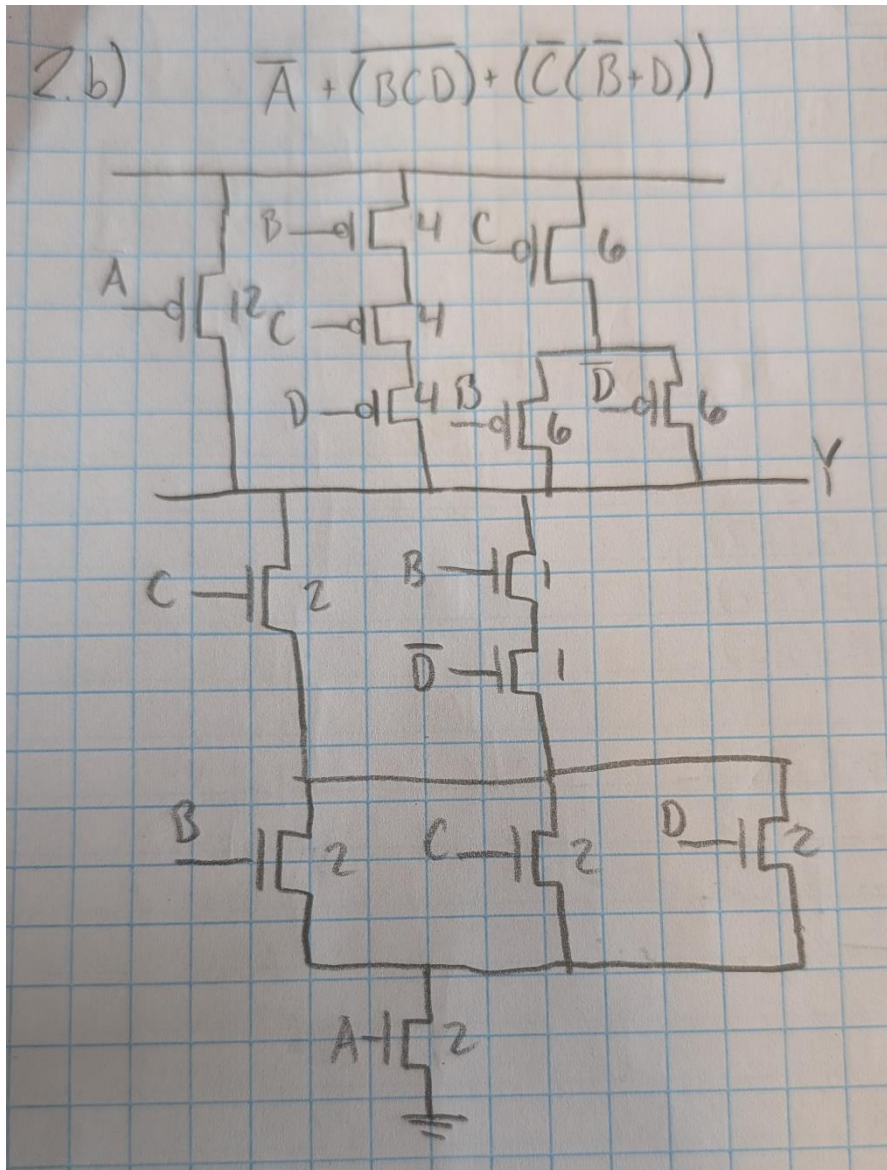 2.b) A̅ + (B̅C̅D̅) + (C̅(B̅+D))
B 4 C 6
A 12 C 4
D 4 B 6 D̅ 6
Y
C 2 B 1
D̅ 1
B 2 C 2 D 2
A 2